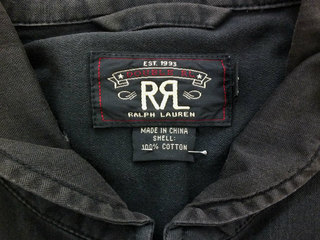 EST. 1993
DOUBLE RL
RRL
RALPH LAUREN
MADE IN CHINA
SHELL:
100% COTTON